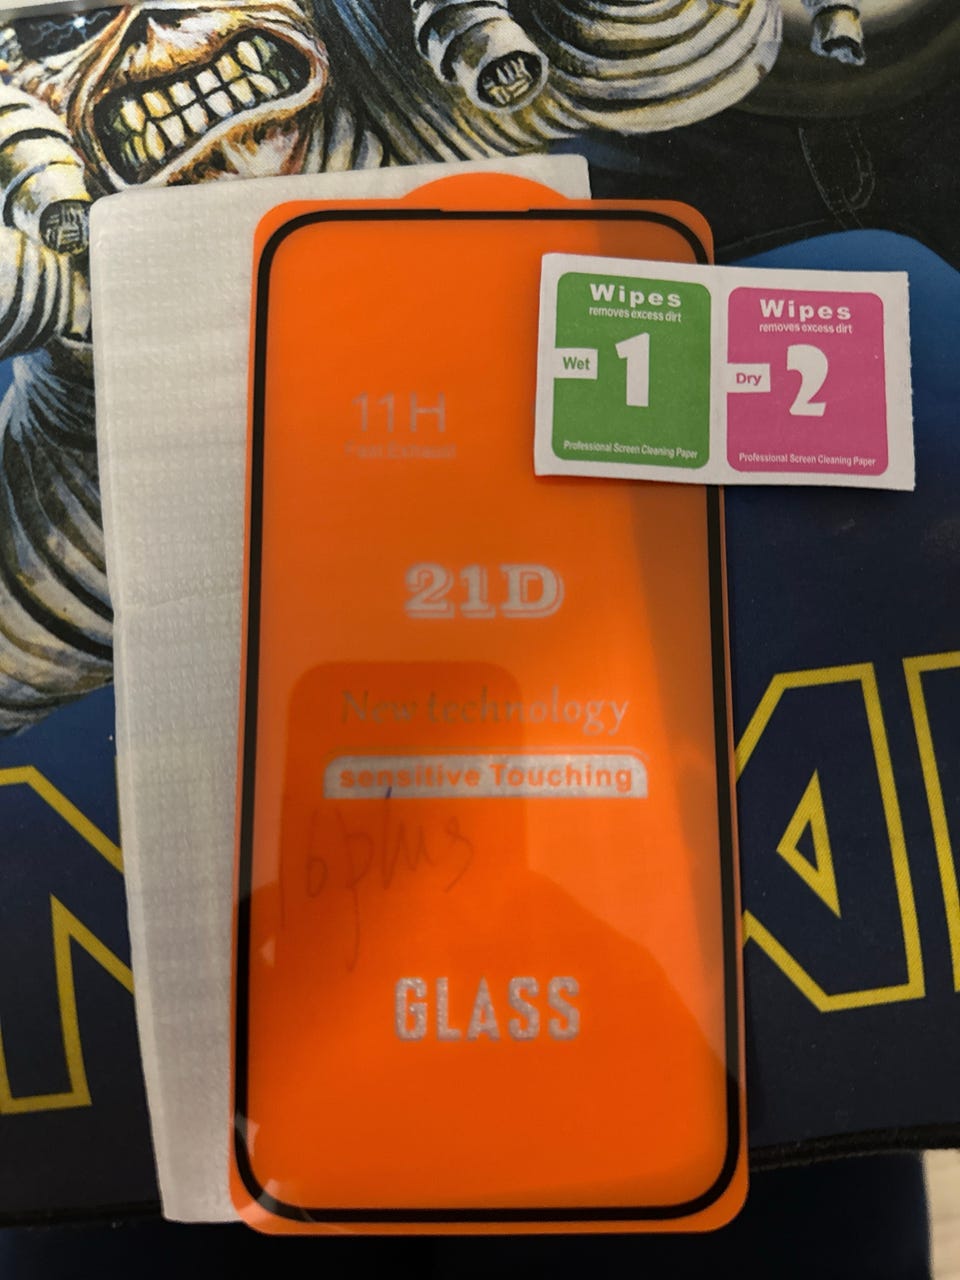 Wipes
removes excess dirt
Wet
1
Professional Screen Cleaning Paper
Wipes
removes excess dirt
Dry
2
Professional Screen Cleaning Paper
11H
21D
New technology
sensitive Touching
16plus
GLASS